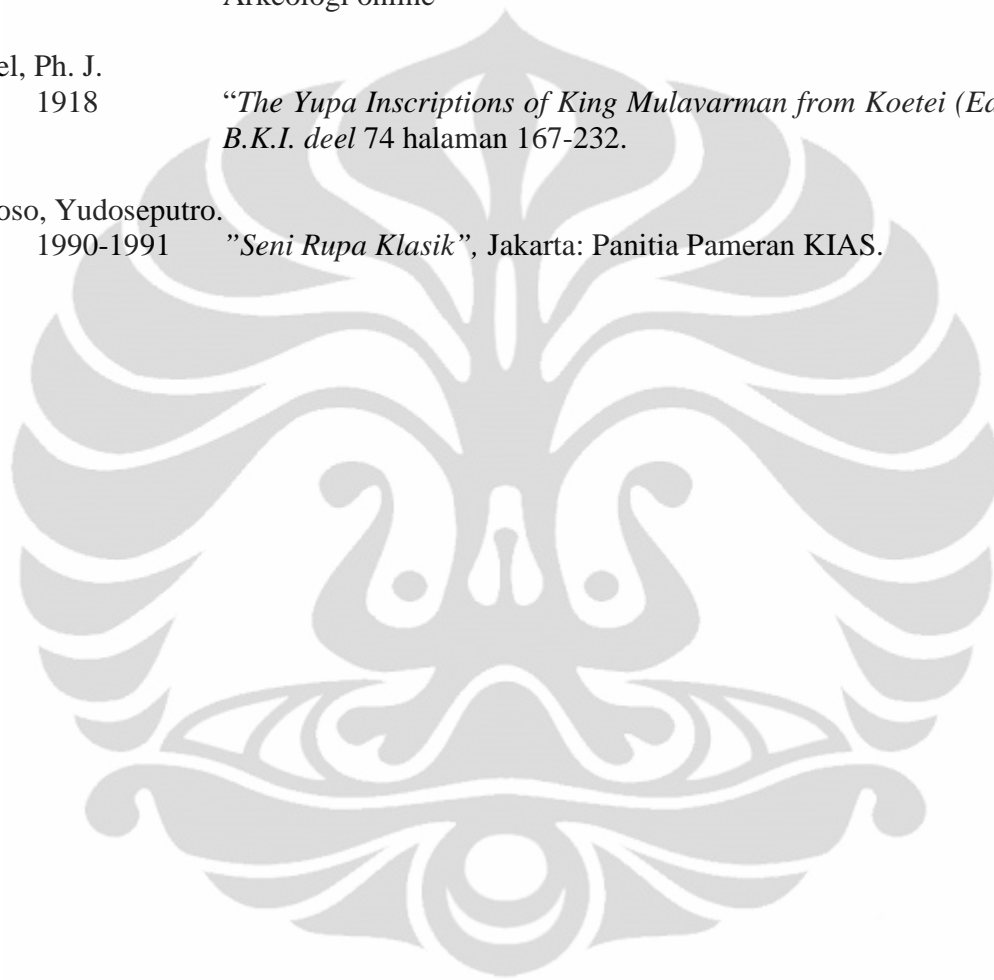 Arkeologi online
el, Ph. J.
1918 “The Yupa Inscriptions of King Mulavarman from Koetei (Ea
B.K.I. deel 74 halaman 167-232.
oso, Yudoseputro.
1990-1991 ”Seni Rupa Klasik”, Jakarta: Panitia Pameran KIAS.